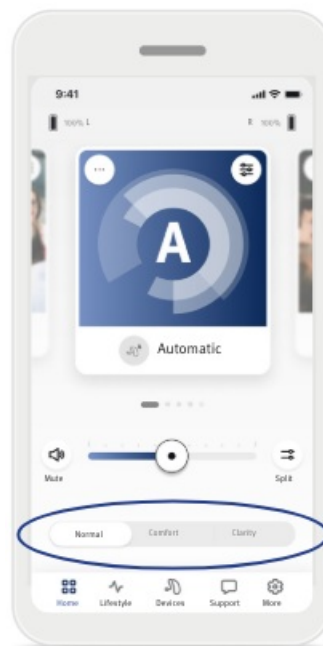 9:41
100% L R 100%
A
Automatic
Mute Split
Normal Comfort Clarity
Home Lifestyle Devices Support More